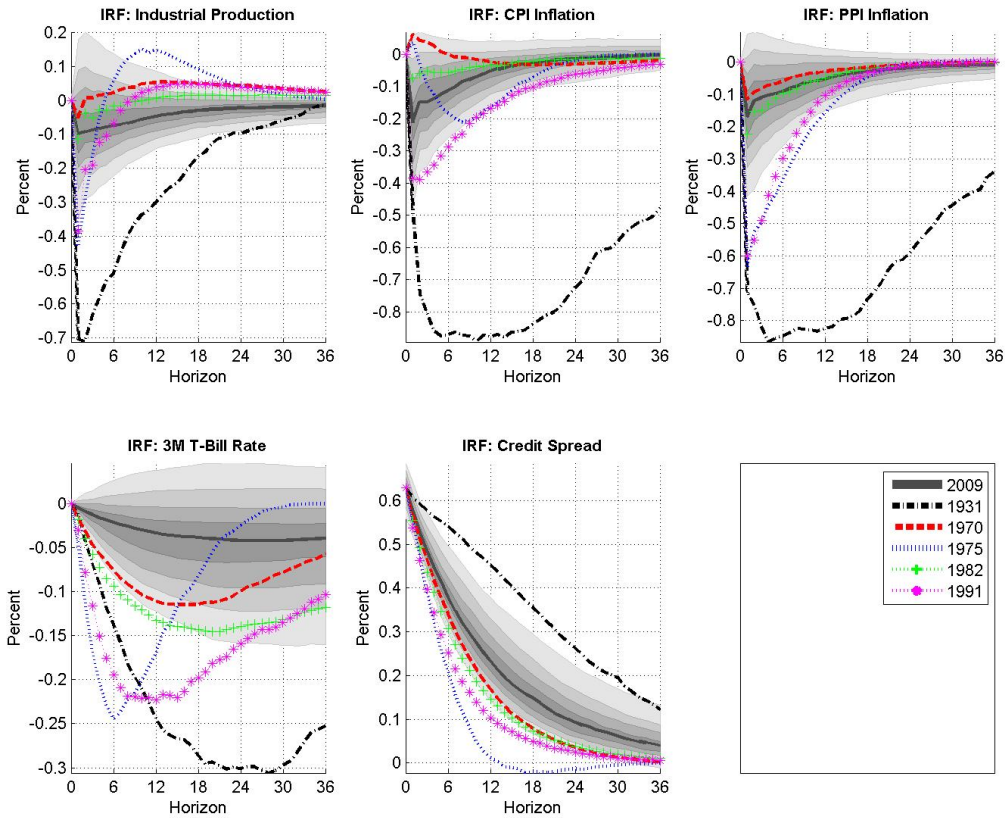 IRF: Industrial Production
0.2
0.1
0
-0.1
-0.2
-0.3
-0.4
-0.5
-0.6
-0.7
Percent
0 6 12 18 24 30 36
Horizon
IRF: CPI Inflation
0
-0.1
-0.2
-0.3
-0.4
-0.5
-0.6
-0.7
-0.8
Percent
0 6 12 18 24 30 36
Horizon
IRF: PPI Inflation
0
-0.1
-0.2
-0.3
-0.4
-0.5
-0.6
-0.7
-0.8
Percent
0 6 12 18 24 30 36
Horizon
IRF: 3M T-Bill Rate
0
-0.05
-0.1
-0.15
-0.2
-0.25
-0.3
Percent
0 6 12 18 24 30 36
Horizon
IRF: Credit Spread
0.6
0.5
0.4
0.3
0.2
0.1
0
Percent
0 6 12 18 24 30 36
Horizon
2009
1931
1970
1975
1982
1991